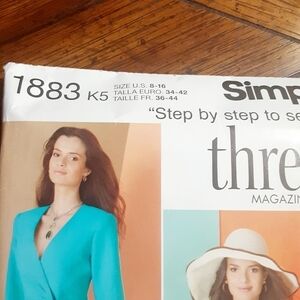 1883 K5
SIZE U.S. 8-16
TALLA EURO. 34-42
TAILLE FR. 36-44
Simp
"Step by step to se
thre
MAGAZIN